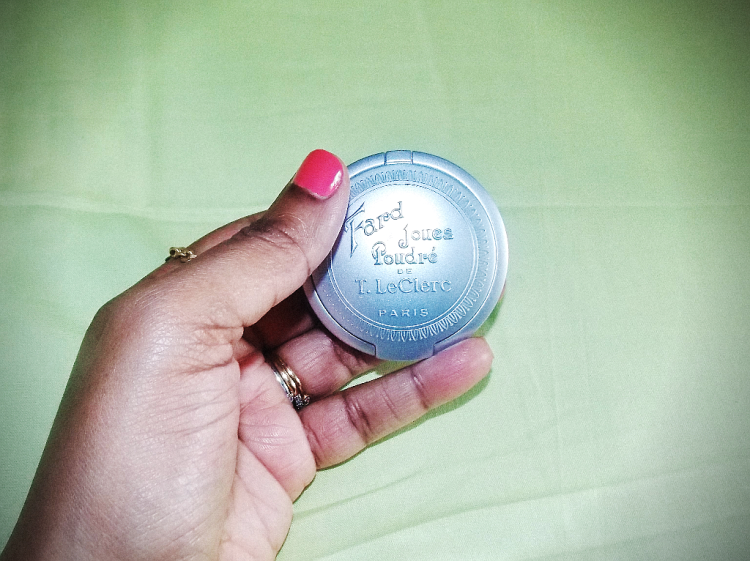 Fard
Joues
Poudré
DE
T. LeClerc
PARIS